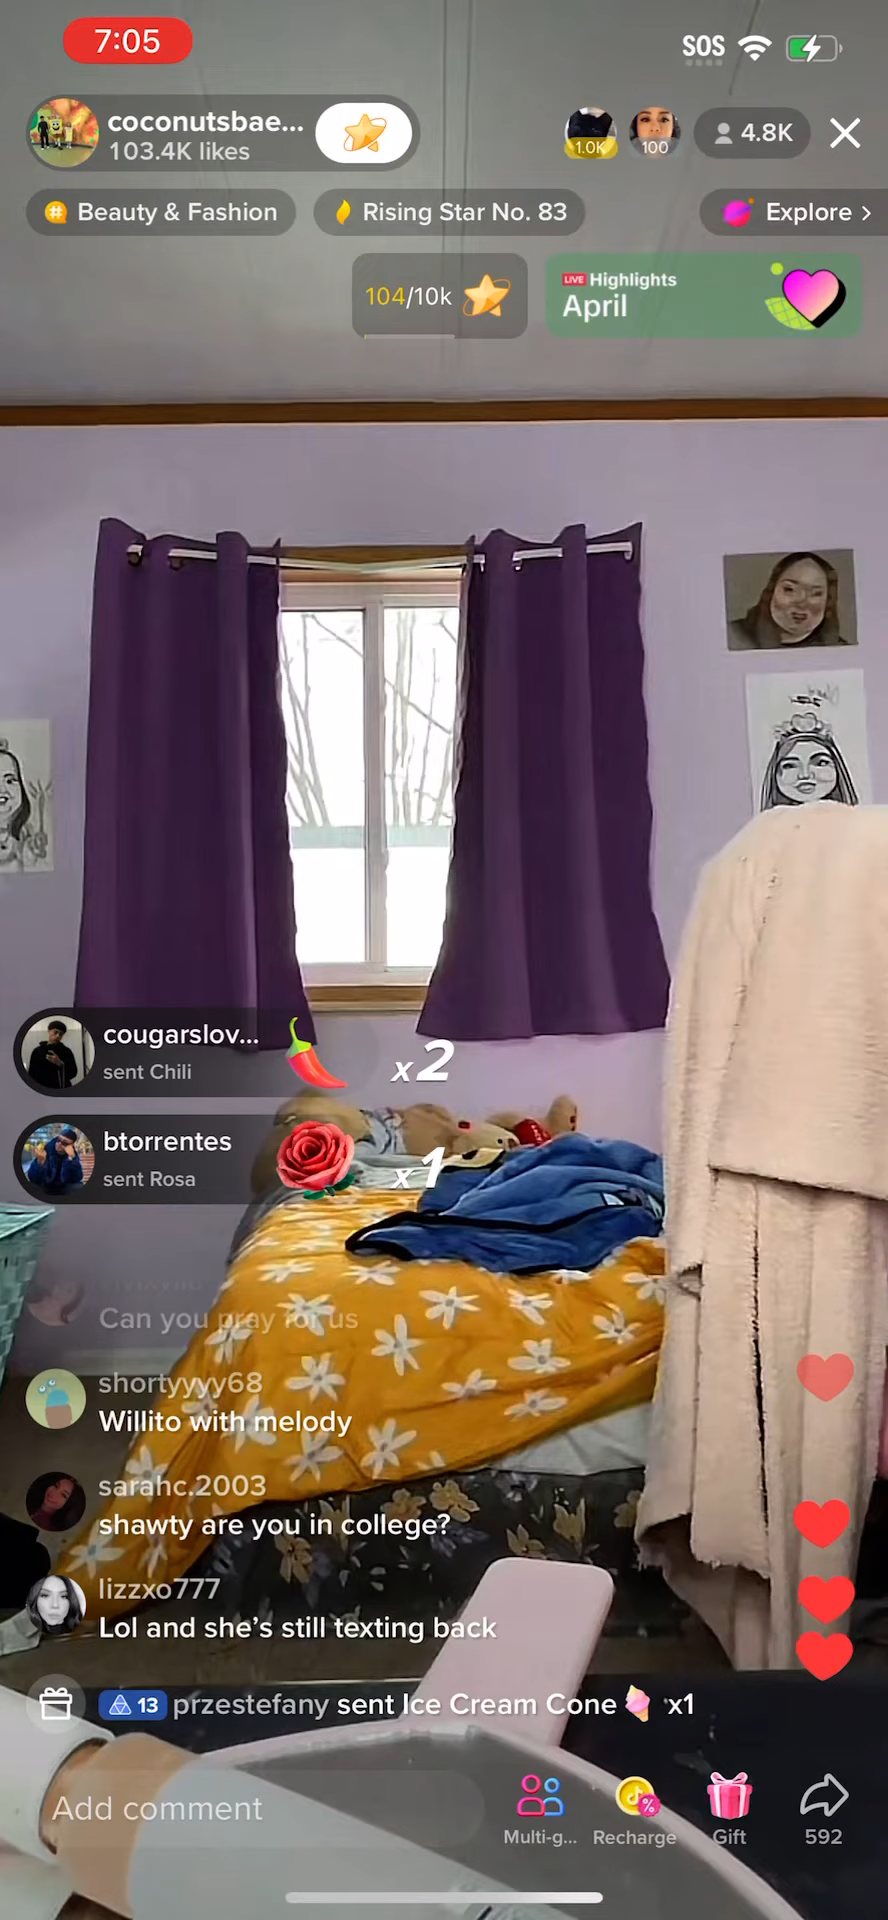 7:05
SOS
coconutsbae...
103.4K likes
1.0K
100
4.8K
Beauty & Fashion
Rising Star No. 83
Explore >
104/10k
LIVE Highlights
April
cougarslov...
sent Chili
x2
btorrentes
sent Rosa
x1
Can you pray for us
shortyyyy68
Willito with melody
sarahc.2003
shawty are you in college?
lizzxo777
Lol and she’s still texting back
13 przestefany sent Ice Cream Cone x1
Add comment
Multi-g...
Recharge
Gift
592